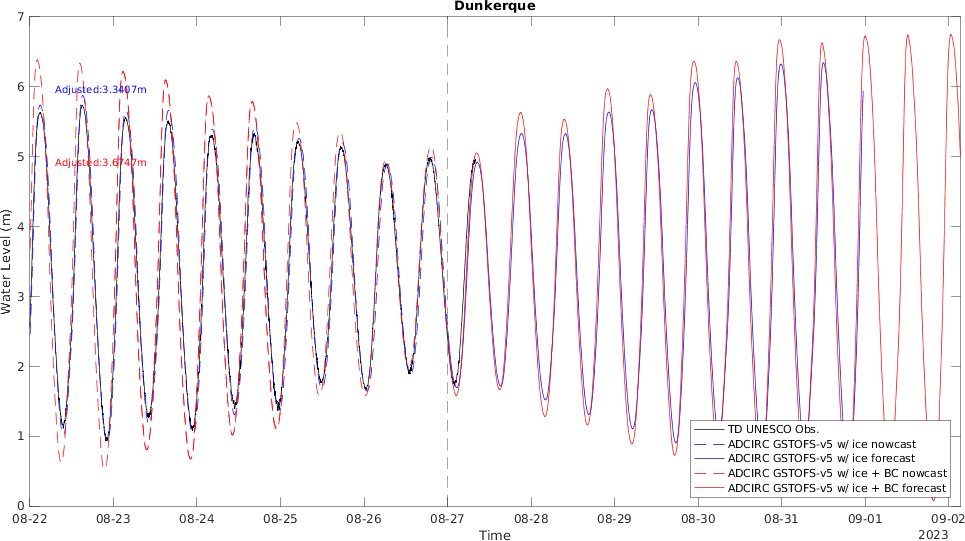 Dunkerque
7
6
5
4
3
2
1
0
Water Level (m)
Adjusted:3.3407m
Adjusted:3.6747m
TD UNESCO Obs.
ADCIRC GSTOFS-v5 w/ ice nowcast
ADCIRC GSTOFS-v5 w/ ice forecast
ADCIRC GSTOFS-v5 w/ ice + BC nowcast
ADCIRC GSTOFS-v5 w/ ice + BC forecast
08-22 08-23 08-24 08-25 08-26 08-27 08-28 08-29 08-30 08-31 09-01 09-02
Time
2023